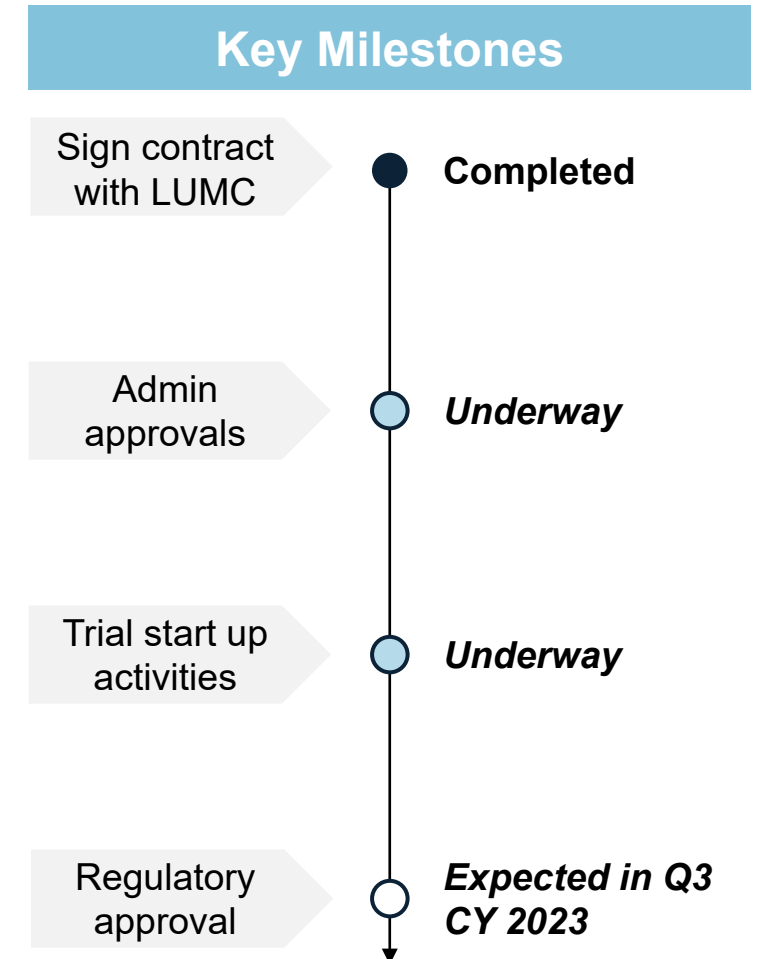 Key Milestones
Sign contract
with LUMC
Completed
Admin
approvals
Underway
Trial start up
activities
Underway
Regulatory
approval
Expected in Q3
CY 2023